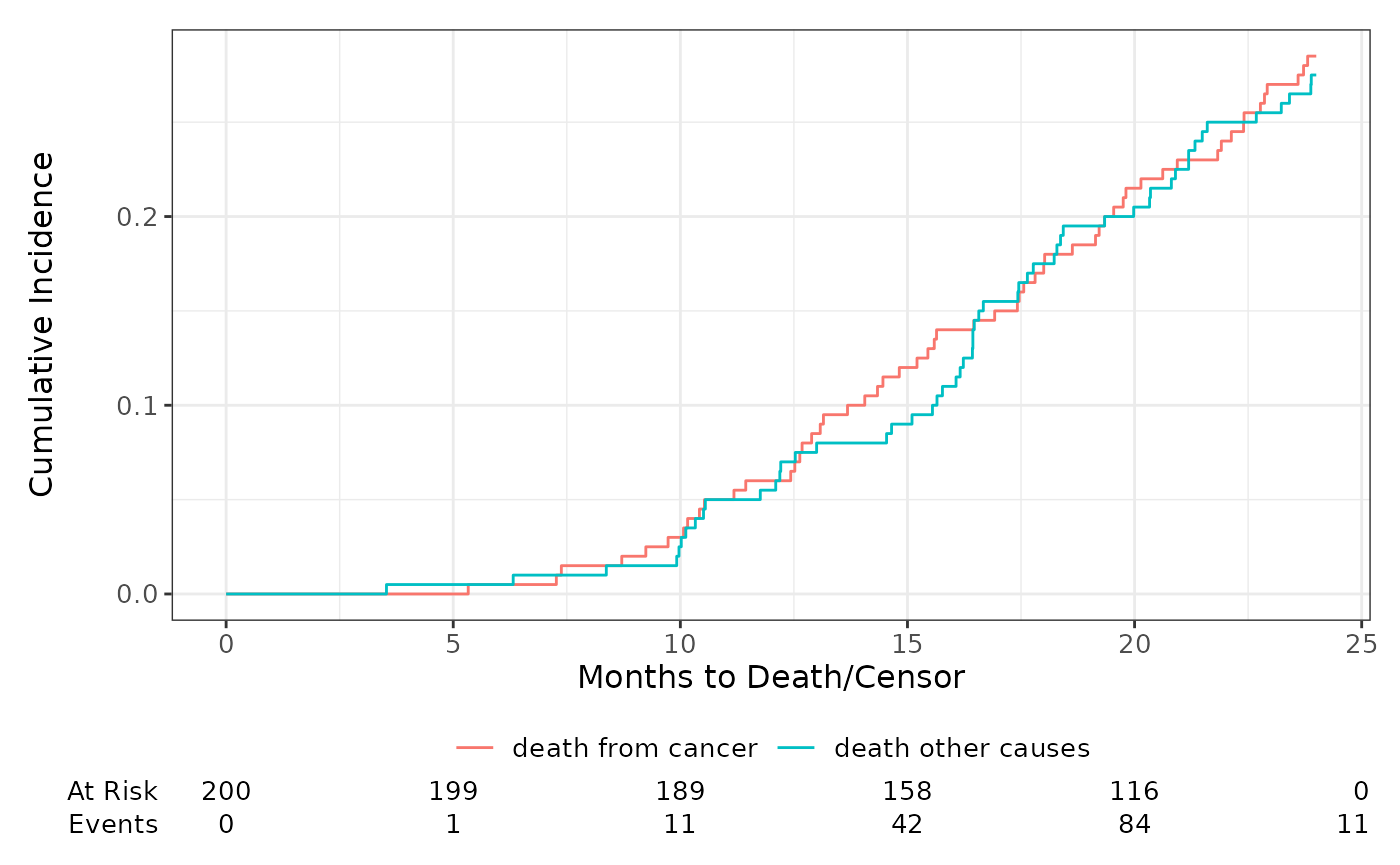 Cumulative Incidence
0.2
0.1
0.0
0 5 10 15 20 25
Months to Death/Censor
death from cancer death other causes
At Risk 200 199 189 158 116 0
Events 0 1 11 42 84 11